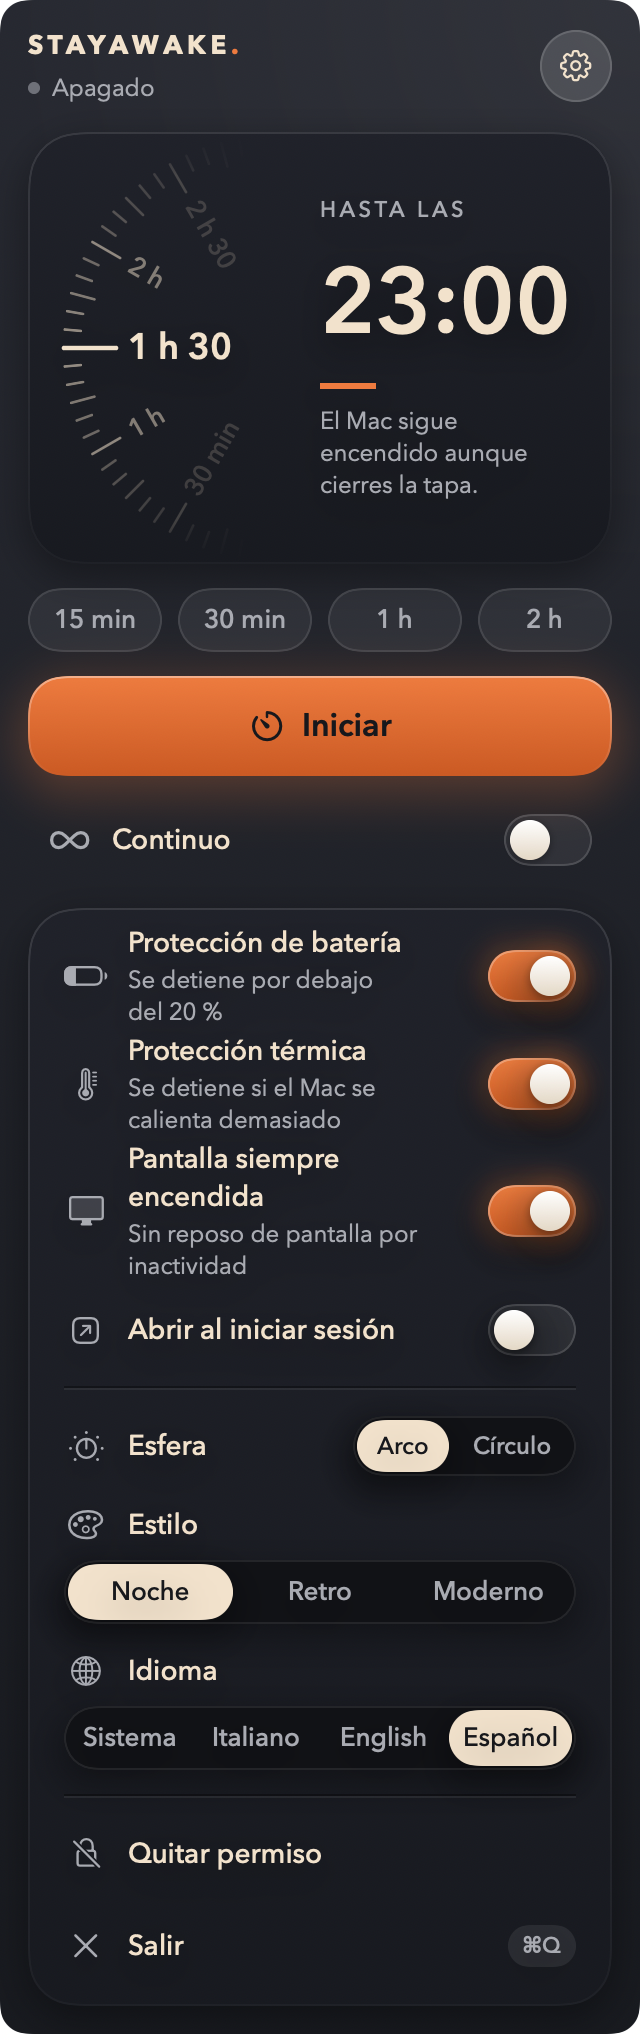 STAYAWAKE.
Apagado
2 h 30
2 h
1 h 30
1 h
30 min
HASTA LAS
23:00
El Mac sigue
encendido aunque
cierres la tapa.
15 min
30 min
1 h
2 h
Iniciar
Continuo
Protección de batería
Se detiene por debajo
del 20 %
Protección térmica
Se detiene si el Mac se
calienta demasiado
Pantalla siempre
encendida
Sin reposo de pantalla por
inactividad
Abrir al iniciar sesión
Esfera
Arco
Círculo
Estilo
Noche
Retro
Moderno
Idioma
Sistema
Italiano
English
Español
Quitar permiso
Salir
⌘Q